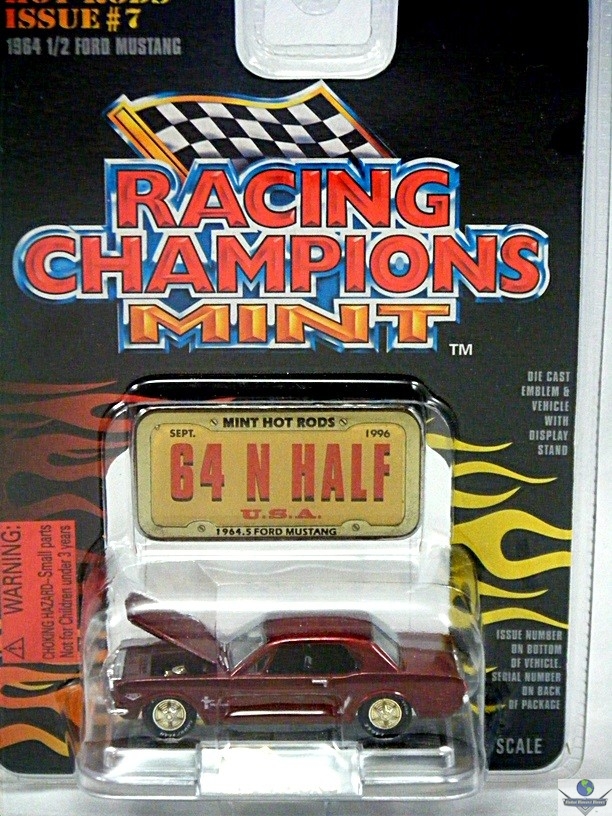 HOT RODS
ISSUE #7
1964 1/2 FORD MUSTANG
RACING
CHAMPIONS
MINT
TM
DIE CAST
EMBLEM &
VEHICLE
WITH
DISPLAY
STAND
MINT HOT RODS
SEPT. 1996
64 N HALF
U.S.A.
1964.5 FORD MUSTANG
WARNING:
CHOKING HAZARD—Small parts
Not for Children under 3 years
ISSUE NUMBER
ON BOTTOM
OF VEHICLE.
SERIAL NUMBER
ON BACK
OF PACKAGE
SCALE